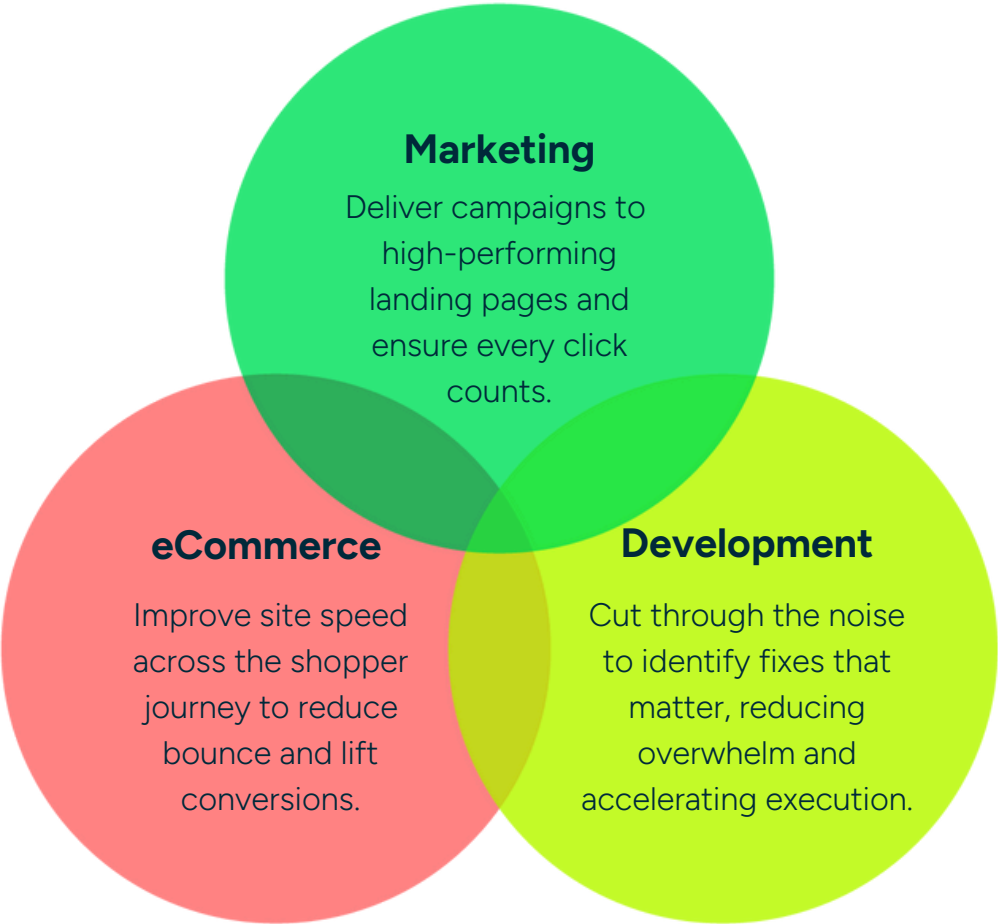 Marketing
Deliver campaigns to
high-performing
landing pages and
ensure every click
counts.
eCommerce
Improve site speed
across the shopper
journey to reduce
bounce and lift
conversions.
Development
Cut through the noise
to identify fixes that
matter, reducing
overwhelm and
accelerating execution.